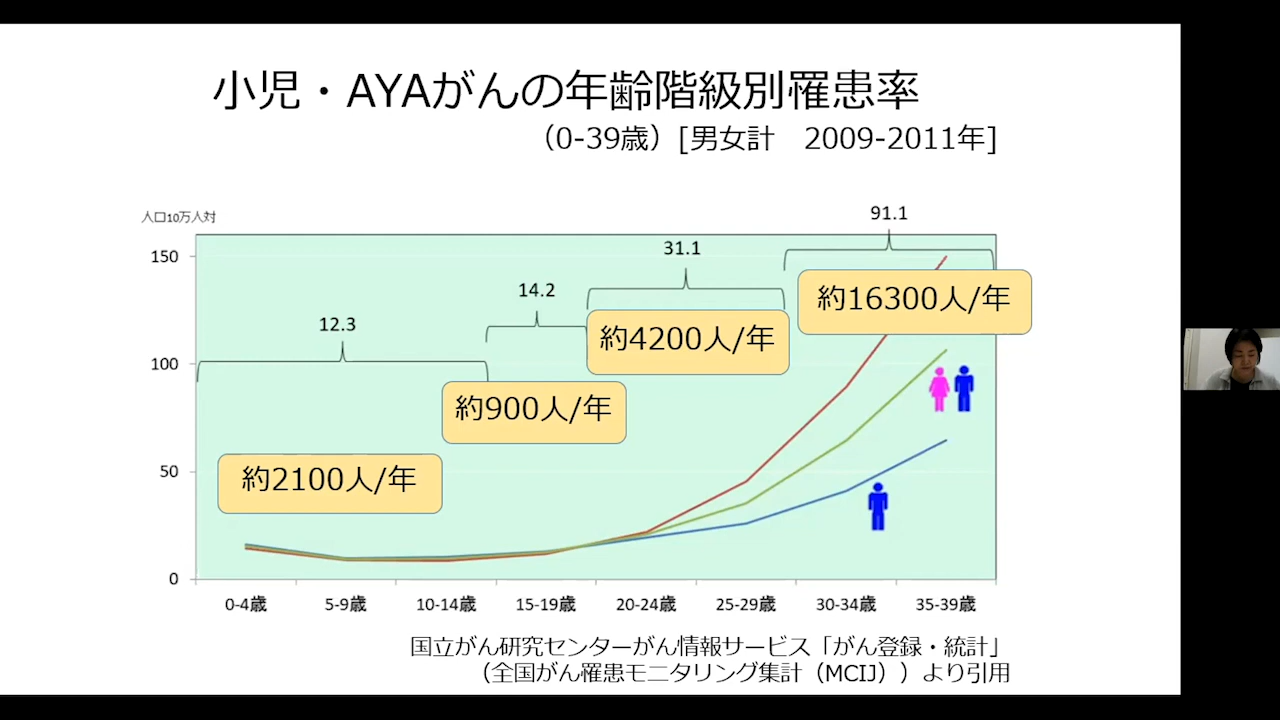 小児・AYAがんの年齢階級別罹患率
（0-39歳）[男女計　2009-2011年]
人口10万人対
91.1
31.1
14.2
12.3
150
100
50
0
約16300人/年
約4200人/年
約900人/年
約2100人/年
0-4歳 5-9歳 10-14歳 15-19歳 20-24歳 25-29歳 30-34歳 35-39歳
国立がん研究センターがん情報サービス「がん登録・統計」
（全国がん罹患モニタリング集計（MCIJ））より引用